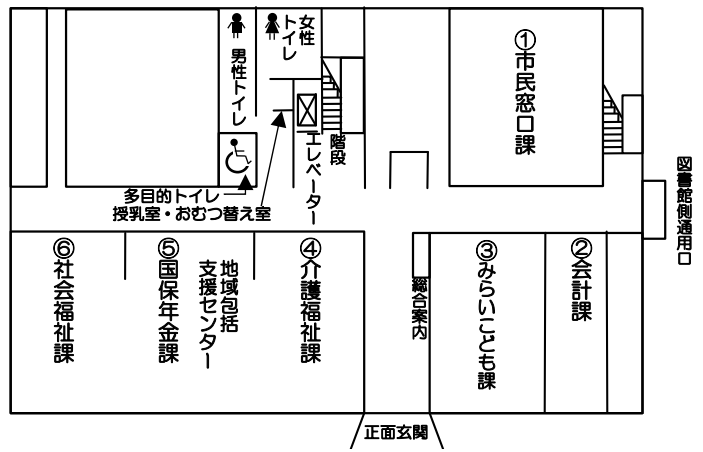 男性トイレ
女性
トイレ
①市民窓口課
階段
エレベーター
多目的トイレ
授乳室・おむつ替え室
図書館側通用口
⑥社会福祉課
⑤国保年金課
地域包括
支援センター
④介護福祉課
総合案内
③みらいこども課
②会計課
正面玄関